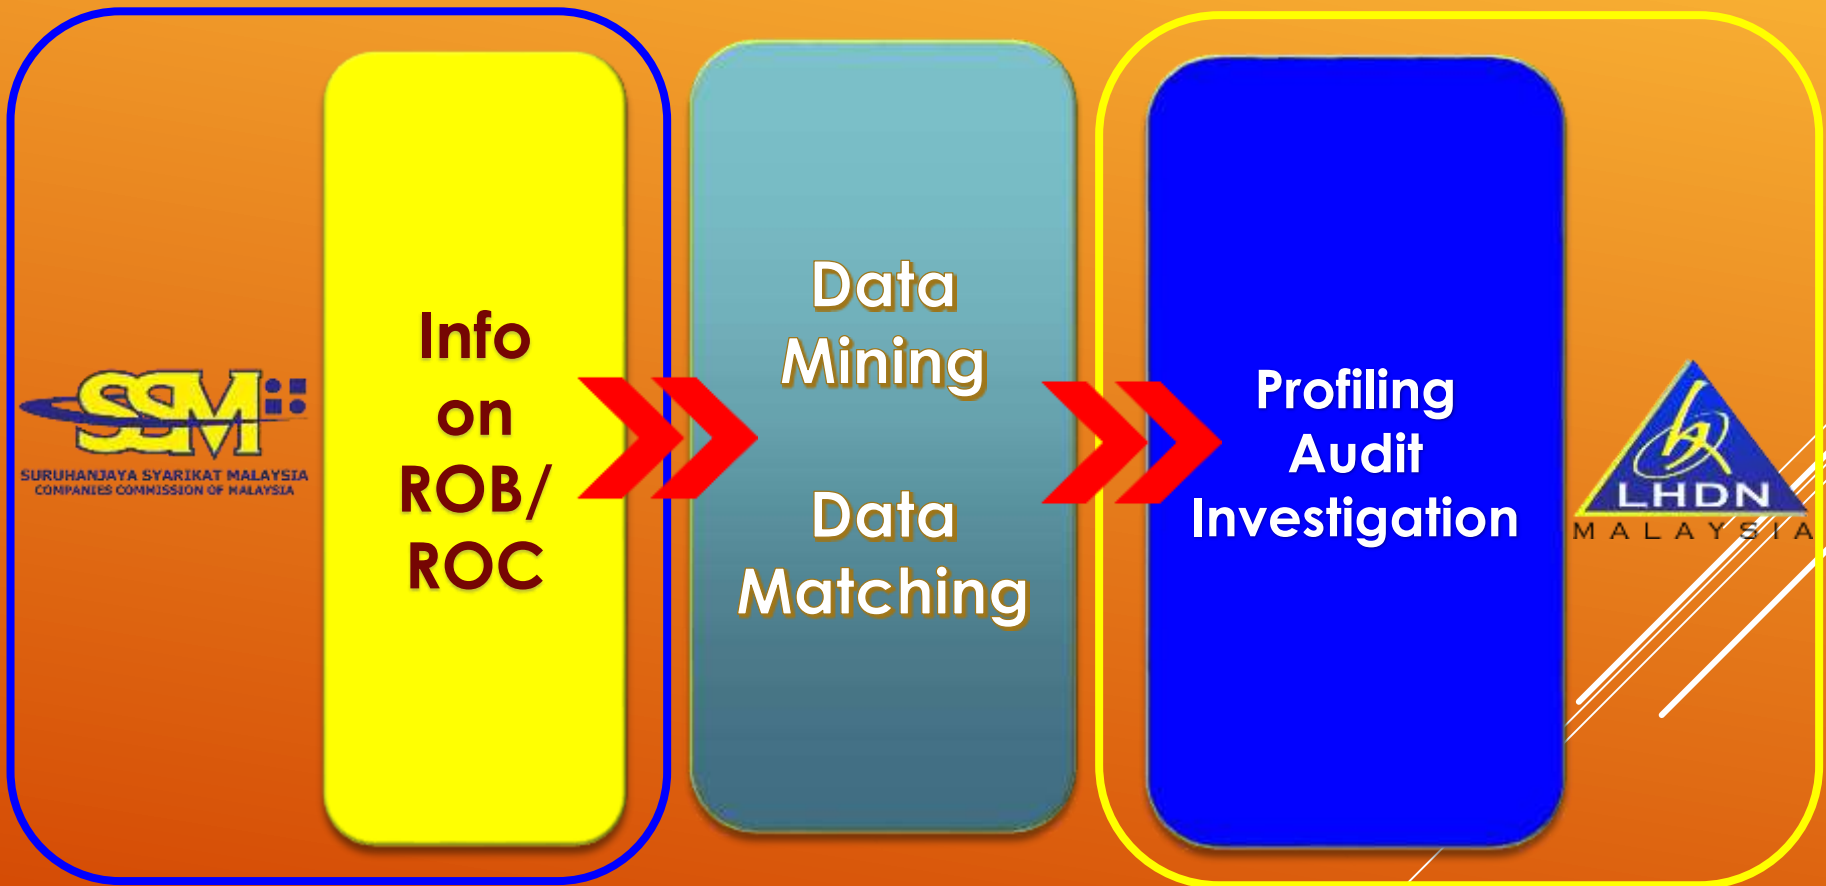 SSM
SURUHANJAYA SYARIKAT MALAYSIA
COMPANIES COMMISSION OF MALAYSIA
Info
on
ROB/
ROC
Data
Mining
Data
Matching
Profiling
Audit
Investigation
LHDN
MALAYSIA